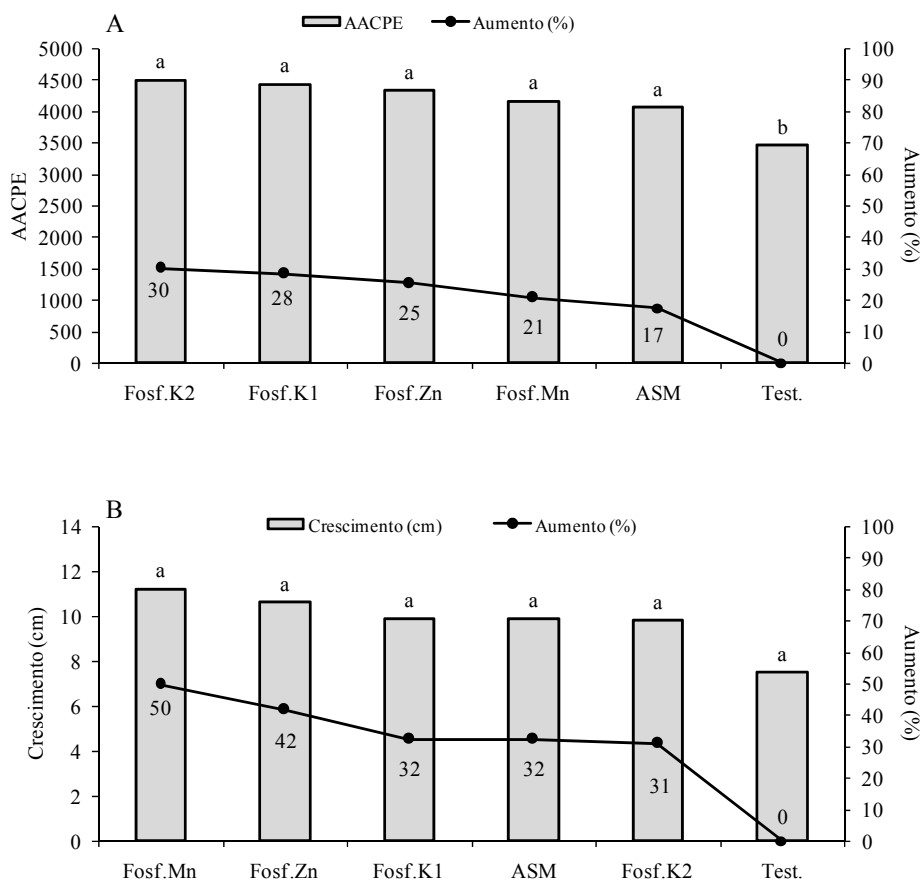 A
AACPE Aumento (%)
5000 100
a a a a a
4500 90
4000 80
b
3500 70
3000 60
2500 50
2000 40
1500 30
1000 20
500 10
0 0
30 28 25 21 17 0
AACPE
Aumento (%)
Fosf.K2 Fosf.K1 Fosf.Zn Fosf.Mn ASM Test.
B
Crescimento (cm) Aumento (%)
14 100
90
12
80
a a a a a
70
10
a
60
8
50
6
40
30
4
20
2
10
0 0
50 42 32 32 31 0
Crescimento (cm)
Aumento (%)
Fosf.Mn Fosf.Zn Fosf.K1 ASM Fosf.K2 Test.